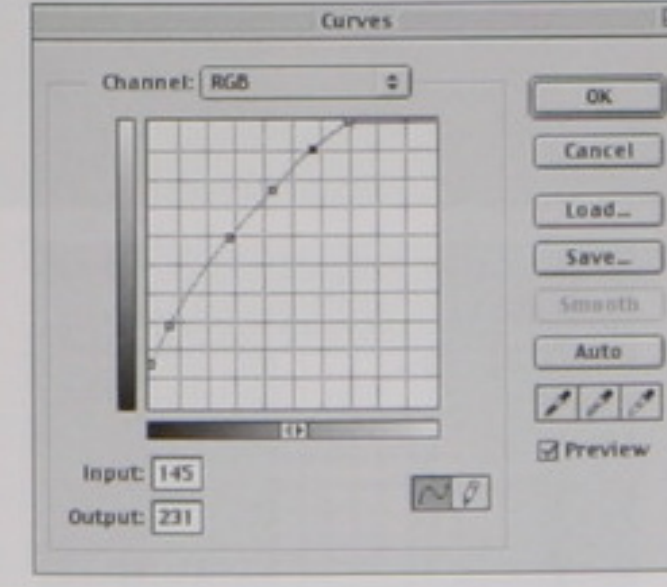 Curves
Channel: RGB
OK
Cancel
Load...
Save...
Smooth
Auto
Preview
Input: 145
Output: 231